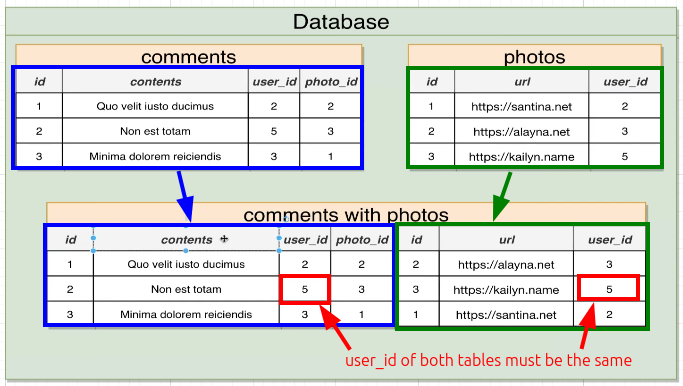 Database
comments photos
id contents user_id photo_id id url user_id
1 Quo velit iusto ducimus 2 2 1 https://santina.net 2
2 Non est totam 5 3 2 https://alayna.net 3
3 Minima dolorem reiciendis 3 1 3 https://kailyn.name 5
comments with photos
id contents user_id photo_id id url user_id
1 Quo velit iusto ducimus 2 2 2 https://alayna.net 3
2 Non est totam 5 3 3 https://kailyn.name 5
3 Minima dolorem reiciendis 3 1 1 https://santina.net 2
user_id of both tables must be the same